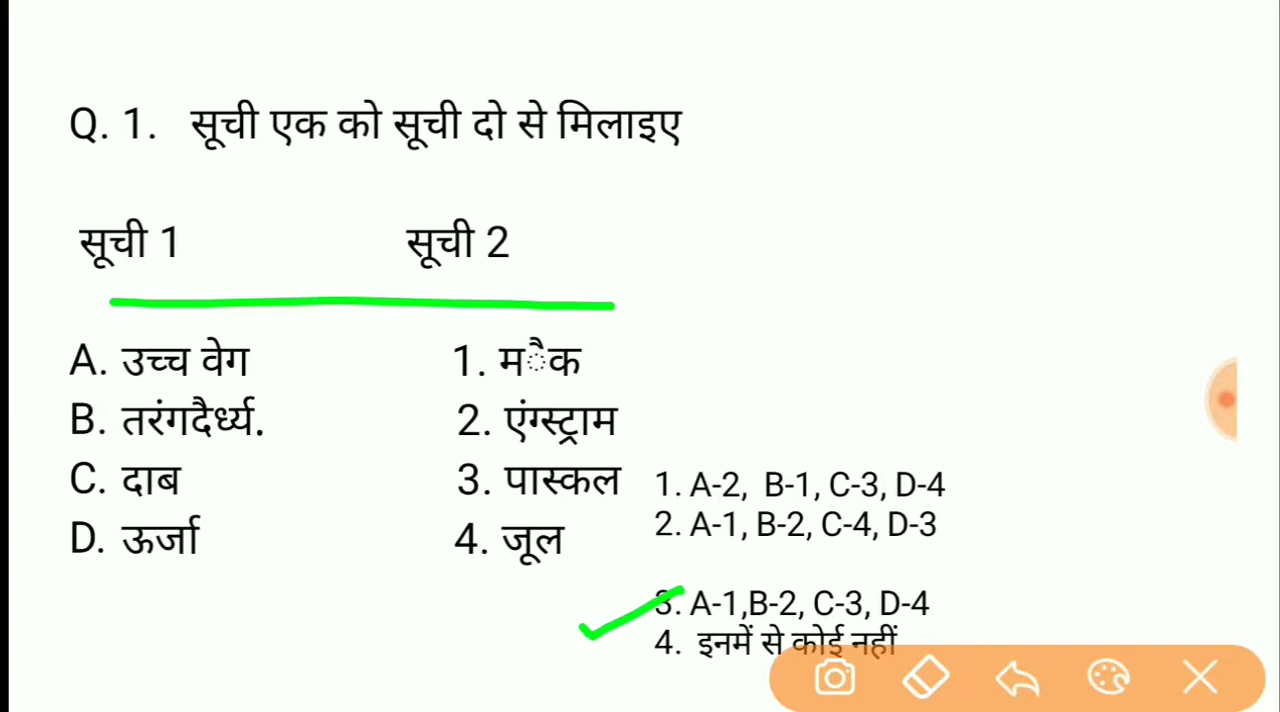 Q. 1. सूची एक को सूची दो से मिलाइए
सूची 1 सूची 2
A. उच्च वेग 1. मैक
B. तरंगदैर्ध्य. 2. एंग्स्ट्राम
C. दाब 3. पास्कल
D. ऊर्जा 4. जूल
1. A-2, B-1, C-3, D-4
2. A-1, B-2, C-4, D-3
3. A-1,B-2, C-3, D-4
4. इनमें से कोई नहीं